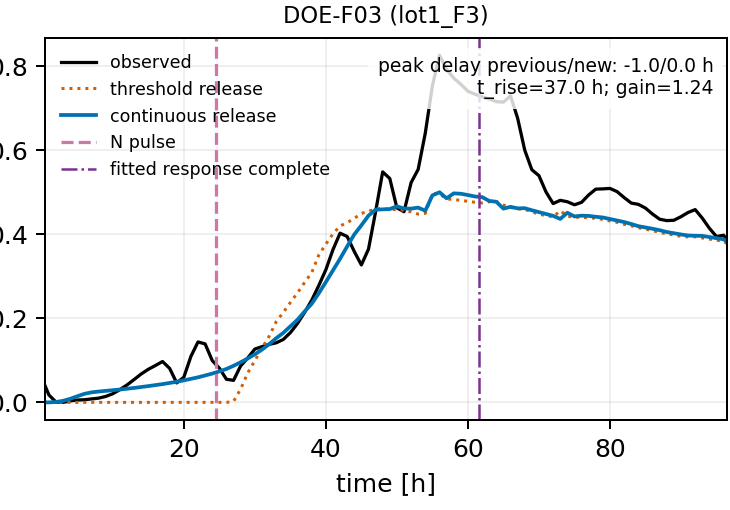 DOE-F03 (lot1_F3)
observed
threshold release
continuous release
N pulse
fitted response complete
peak delay previous/new: -1.0/0.0 h
t_rise=37.0 h; gain=1.24
0.8
0.6
0.4
0.2
0.0
20 40 60 80
time [h]